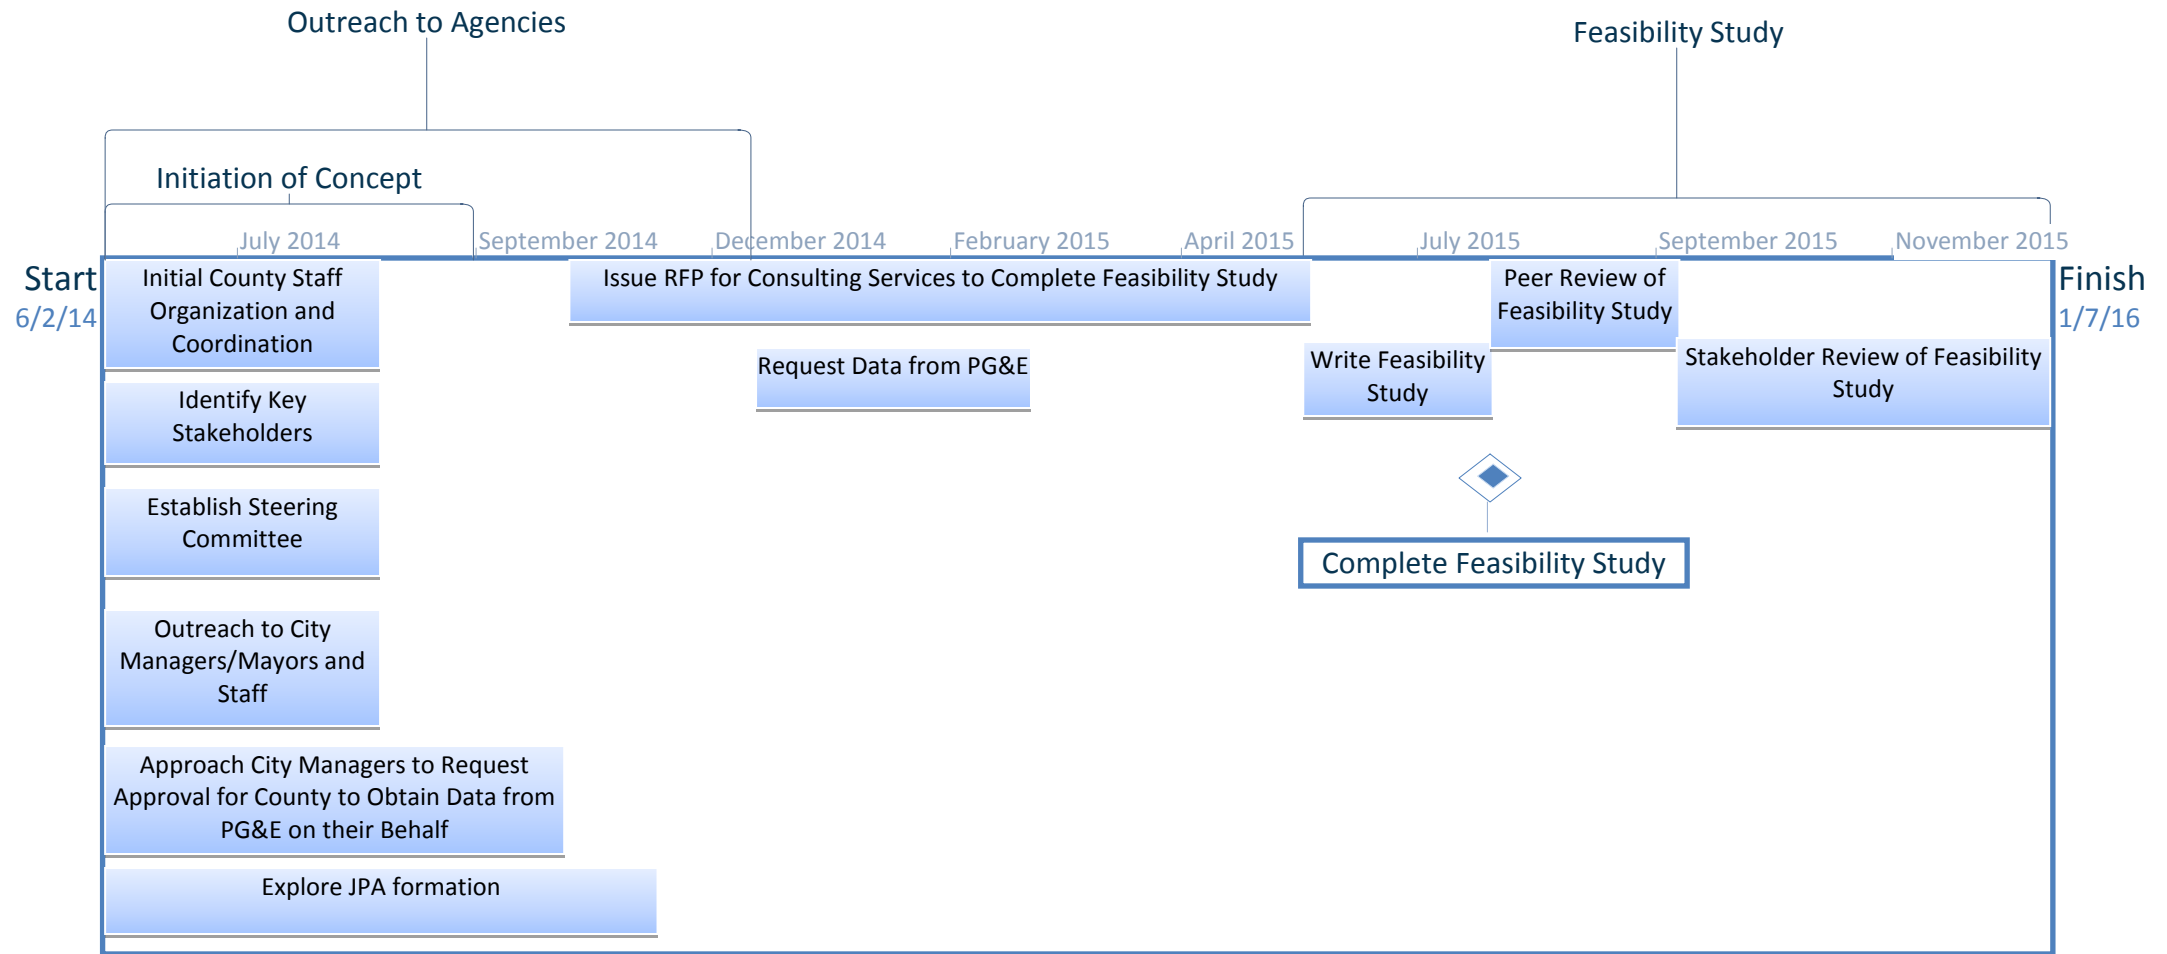 Outreach to Agencies
Feasibility Study
Initiation of Concept
July 2014
September 2014
December 2014
February 2015
April 2015
July 2015
September 2015
November 2015
Start
6/2/14
Finish
1/7/16
Initial County Staff
Organization and
Coordination
Issue RFP for Consulting Services to Complete Feasibility Study
Peer Review of
Feasibility Study
Request Data from PG&E
Write Feasibility
Study
Stakeholder Review of Feasibility
Study
Identify Key
Stakeholders
Establish Steering
Committee
Complete Feasibility Study
Outreach to City
Managers/Mayors and
Staff
Approach City Managers to Request
Approval for County to Obtain Data from
PG&E on their Behalf
Explore JPA formation